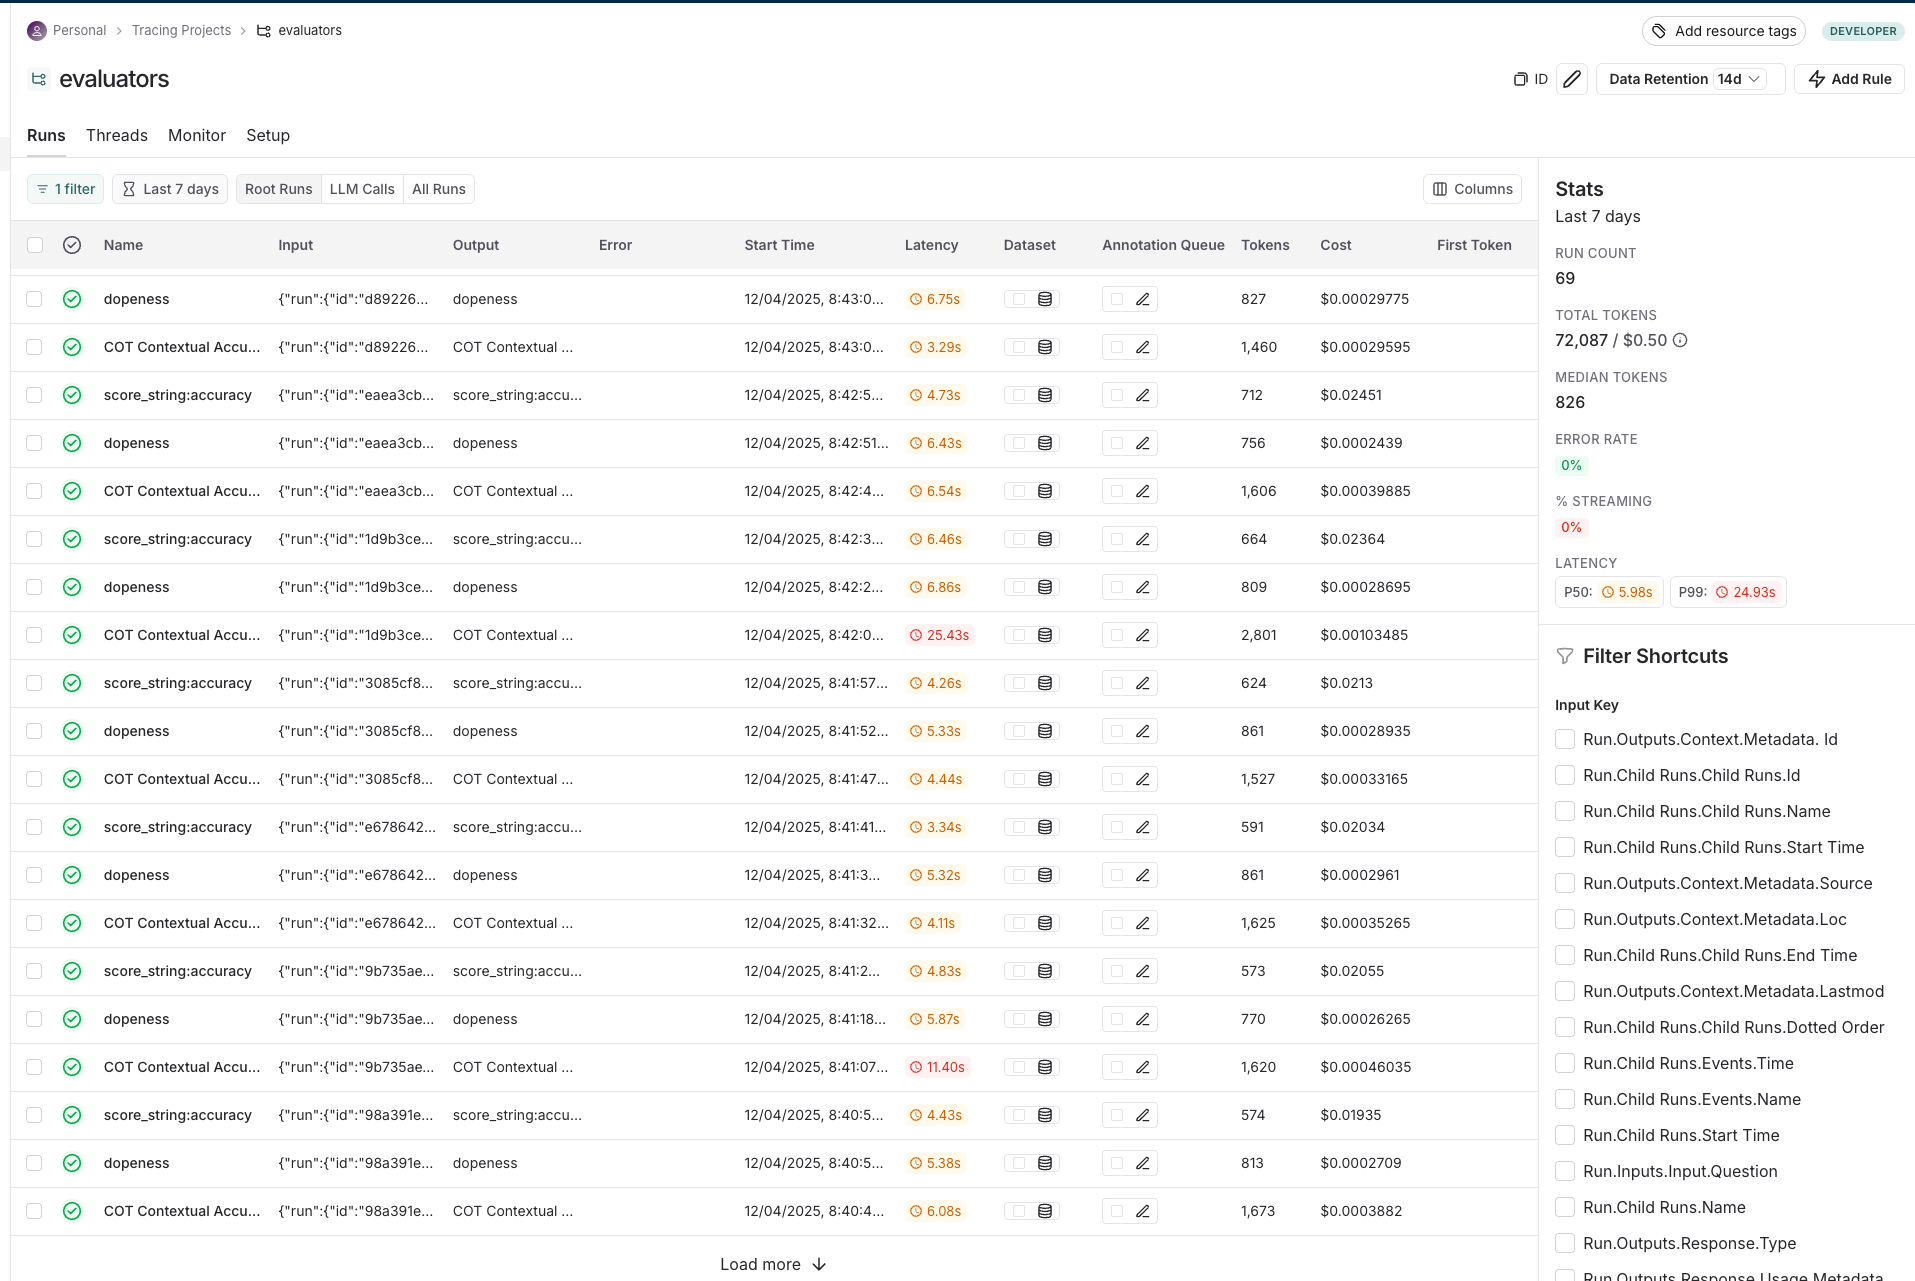 Personal > Tracing Projects > evaluators
Add resource tags DEVELOPER
evaluators
ID Data Retention 14d Add Rule
Runs Threads Monitor Setup
1 filter Last 7 days Root Runs LLM Calls All Runs Columns
Name Input Output Error Start Time Latency Dataset Annotation Queue Tokens Cost First Token
dopeness {"run":{"id":"d89226... dopeness 12/04/2025, 8:43:0... 6.75s 827 $0.00029775
COT Contextual Accu... {"run":{"id":"d89226... COT Contextual ... 12/04/2025, 8:43:0... 3.29s 1,460 $0.00029595
score_string:accuracy {"run":{"id":"eaea3cb... score_string:accu... 12/04/2025, 8:42:5... 4.73s 712 $0.02451
dopeness {"run":{"id":"eaea3cb... dopeness 12/04/2025, 8:42:51... 6.43s 756 $0.0002439
COT Contextual Accu... {"run":{"id":"eaea3cb... COT Contextual ... 12/04/2025, 8:42:4... 6.54s 1,606 $0.00039885
score_string:accuracy {"run":{"id":"1d9b3ce... score_string:accu... 12/04/2025, 8:42:3... 6.46s 664 $0.02364
dopeness {"run":{"id":"1d9b3ce... dopeness 12/04/2025, 8:42:2... 6.86s 809 $0.00028695
COT Contextual Accu... {"run":{"id":"1d9b3ce... COT Contextual ... 12/04/2025, 8:42:0... 25.43s 2,801 $0.00103485
score_string:accuracy {"run":{"id":"3085cf8... score_string:accu... 12/04/2025, 8:41:57... 4.26s 624 $0.0213
dopeness {"run":{"id":"3085cf8... dopeness 12/04/2025, 8:41:52... 5.33s 861 $0.00028935
COT Contextual Accu... {"run":{"id":"3085cf8... COT Contextual ... 12/04/2025, 8:41:47... 4.44s 1,527 $0.00033165
score_string:accuracy {"run":{"id":"e678642... score_string:accu... 12/04/2025, 8:41:41... 3.34s 591 $0.02034
dopeness {"run":{"id":"e678642... dopeness 12/04/2025, 8:41:3... 5.32s 861 $0.0002961
COT Contextual Accu... {"run":{"id":"e678642... COT Contextual ... 12/04/2025, 8:41:32... 4.11s 1,625 $0.00035265
score_string:accuracy {"run":{"id":"9b735ae... score_string:accu... 12/04/2025, 8:41:2... 4.83s 573 $0.02055
dopeness {"run":{"id":"9b735ae... dopeness 12/04/2025, 8:41:18... 5.87s 770 $0.00026265
COT Contextual Accu... {"run":{"id":"9b735ae... COT Contextual ... 12/04/2025, 8:41:07... 11.40s 1,620 $0.00046035
score_string:accuracy {"run":{"id":"98a391e... score_string:accu... 12/04/2025, 8:40:5... 4.43s 574 $0.01935
dopeness {"run":{"id":"98a391e... dopeness 12/04/2025, 8:40:5... 5.38s 813 $0.0002709
COT Contextual Accu... {"run":{"id":"98a391e... COT Contextual ... 12/04/2025, 8:40:4... 6.08s 1,673 $0.0003882
Load more
Stats
Last 7 days
RUN COUNT
69
TOTAL TOKENS
72,087 / $0.50
MEDIAN TOKENS
826
ERROR RATE
0%
% STREAMING
0%
LATENCY
P50: 5.98s P99: 24.93s
Filter Shortcuts
Input Key
Run.Outputs.Context.Metadata. Id
Run.Child Runs.Child Runs.Id
Run.Child Runs.Child Runs.Name
Run.Child Runs.Child Runs.Start Time
Run.Outputs.Context.Metadata.Source
Run.Outputs.Context.Metadata.Loc
Run.Child Runs.Child Runs.End Time
Run.Outputs.Context.Metadata.Lastmod
Run.Child Runs.Child Runs.Dotted Order
Run.Child Runs.Events.Time
Run.Child Runs.Events.Name
Run.Child Runs.Start Time
Run.Inputs.Input.Question
Run.Child Runs.Name
Run.Outputs.Response.Type
Run.Outputs.Response.Usage Metadata